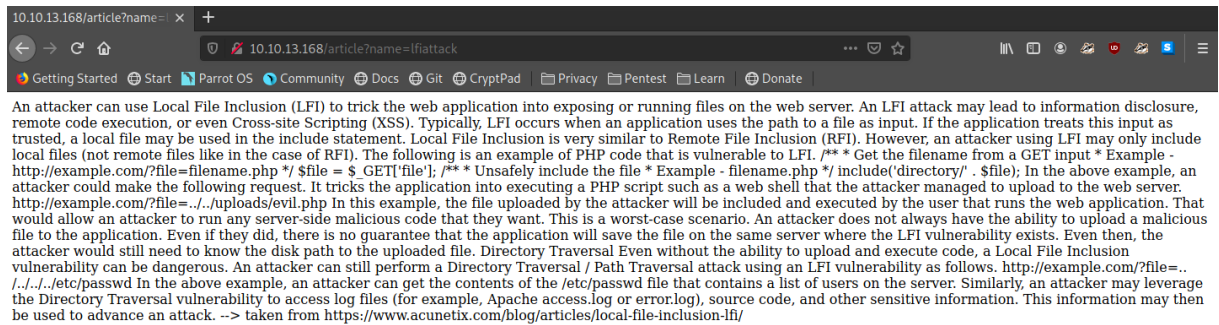 10.10.13.168/article?name=
10.10.13.168/article?name=lfiattack
Getting Started Start Parrot OS Community Docs Git CryptPad Privacy Pentest Learn Donate
An attacker can use Local File Inclusion (LFI) to trick the web application into exposing or running files on the web server. An LFI attack may lead to information disclosure,
remote code execution, or even Cross-site Scripting (XSS). Typically, LFI occurs when an application uses the path to a file as input. If the application treats this input as
trusted, a local file may be used in the include statement. Local File Inclusion is very similar to Remote File Inclusion (RFI). However, an attacker using LFI may only include
local files (not remote files like in the case of RFI). The following is an example of PHP code that is vulnerable to LFI. /** * Get the filename from a GET input * Example -
http://example.com/?file=filename.php */ $file = $_GET['file']; /** * Unsafely include the file * Example - filename.php */ include('directory/' . $file); In the above example, an
attacker could make the following request. It tricks the application into executing a PHP script such as a web shell that the attacker managed to upload to the web server.
http://example.com/?file=../../uploads/evil.php In this example, the file uploaded by the attacker will be included and executed by the user that runs the web application. That
would allow an attacker to run any server-side malicious code that they want. This is a worst-case scenario. An attacker does not always have the ability to upload a malicious
file to the application. Even if they did, there is no guarantee that the application will save the file on the same server where the LFI vulnerability exists. Even then, the
attacker would still need to know the disk path to the uploaded file. Directory Traversal Even without the ability to upload and execute code, a Local File Inclusion
vulnerability can be dangerous. An attacker can still perform a Directory Traversal / Path Traversal attack using an LFI vulnerability as follows. http://example.com/?file=..
/../../../etc/passwd In the above example, an attacker can get the contents of the /etc/passwd file that contains a list of users on the server. Similarly, an attacker may leverage
the Directory Traversal vulnerability to access log files (for example, Apache access.log or error.log), source code, and other sensitive information. This information may then
be used to advance an attack. --> taken from https://www.acunetix.com/blog/articles/local-file-inclusion-lfi/